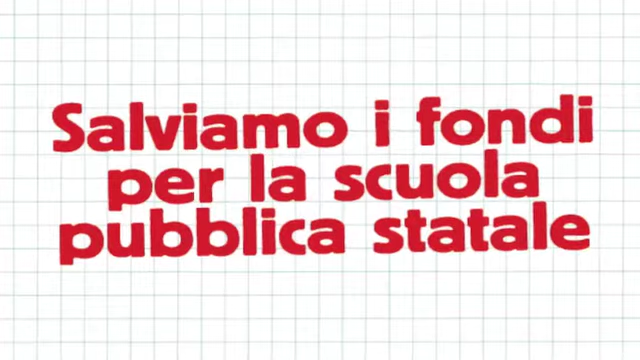 Salviamo i fondi
per la scuola
pubblica statale